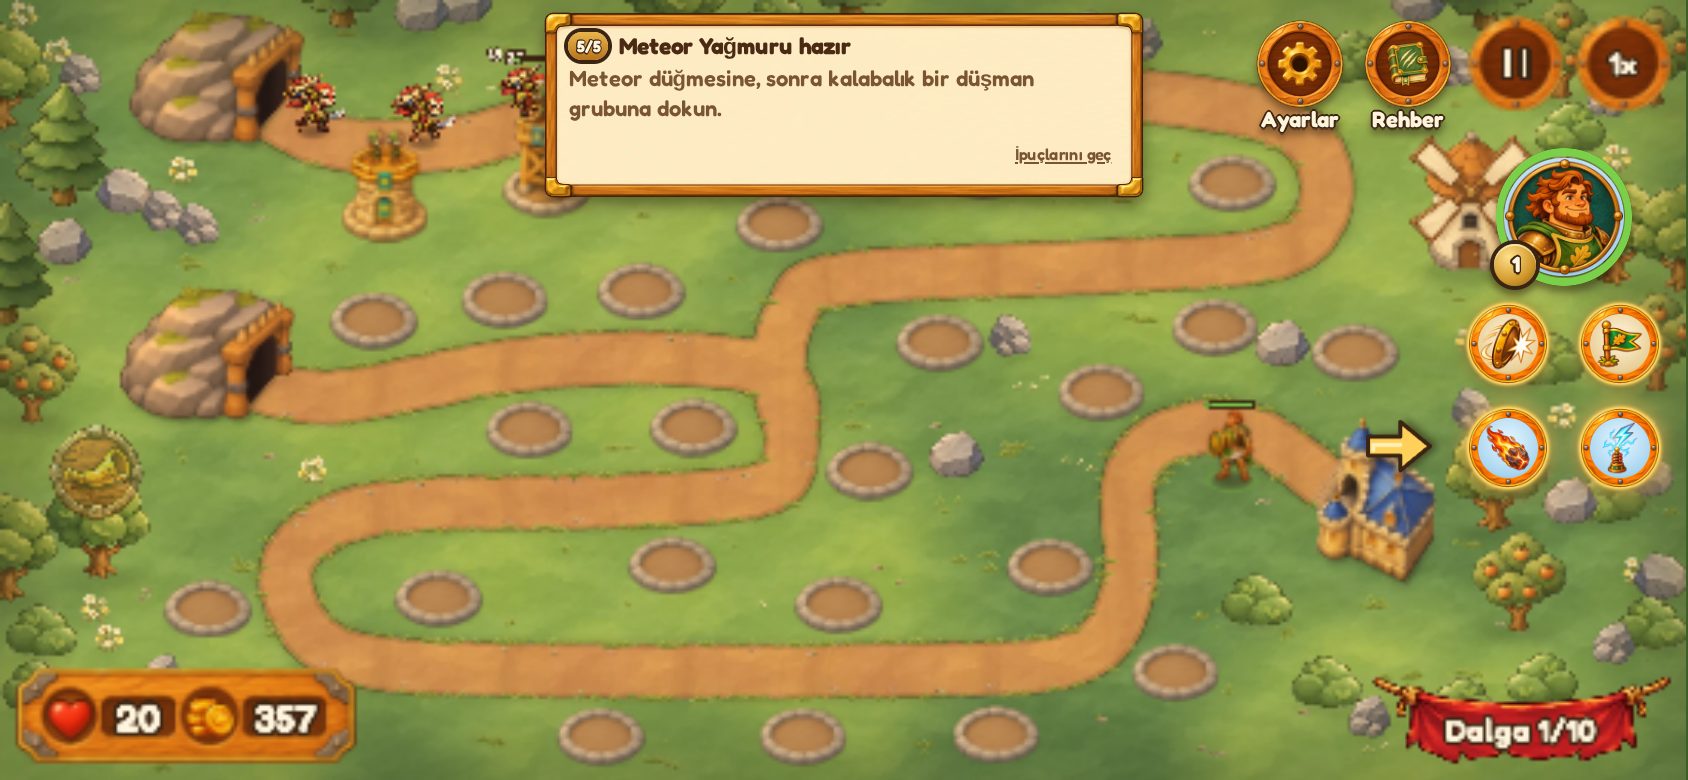 5/5 Meteor Yağmuru hazır
Meteor düğmesine, sonra kalabalık bir düşman
grubuna dokun.
İpuçlarını geç
Ayarlar
Rehber
1x
1
20
357
Dalga 1/10